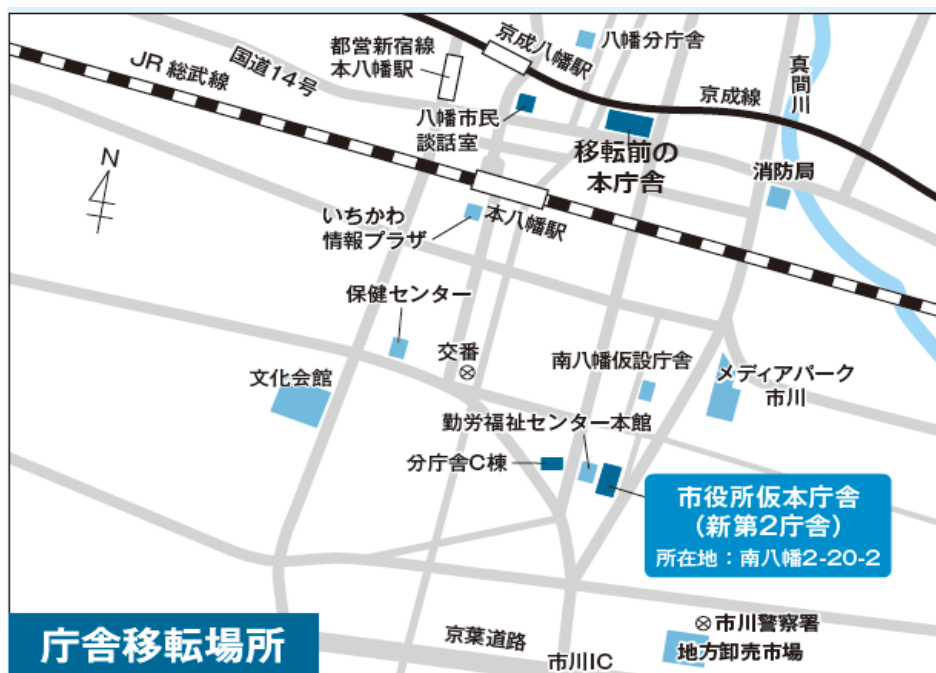 八幡分庁舎
都営新宿線
本八幡駅
京成八幡駅
国道14号
JR総武線
真間川
京成線
八幡市民
談話室
移転前の
本庁舎
消防局
N
いちかわ
情報プラザ
本八幡駅
保健センター
交番
南八幡仮設庁舎
メディアパーク
市川
文化会館
勤労福祉センター本館
分庁舎C棟
市役所仮本庁舎
(新第2庁舎)
所在地:南八幡2-20-2
庁舎移転場所
京葉道路
市川IC
市川警察署
地方卸売市場